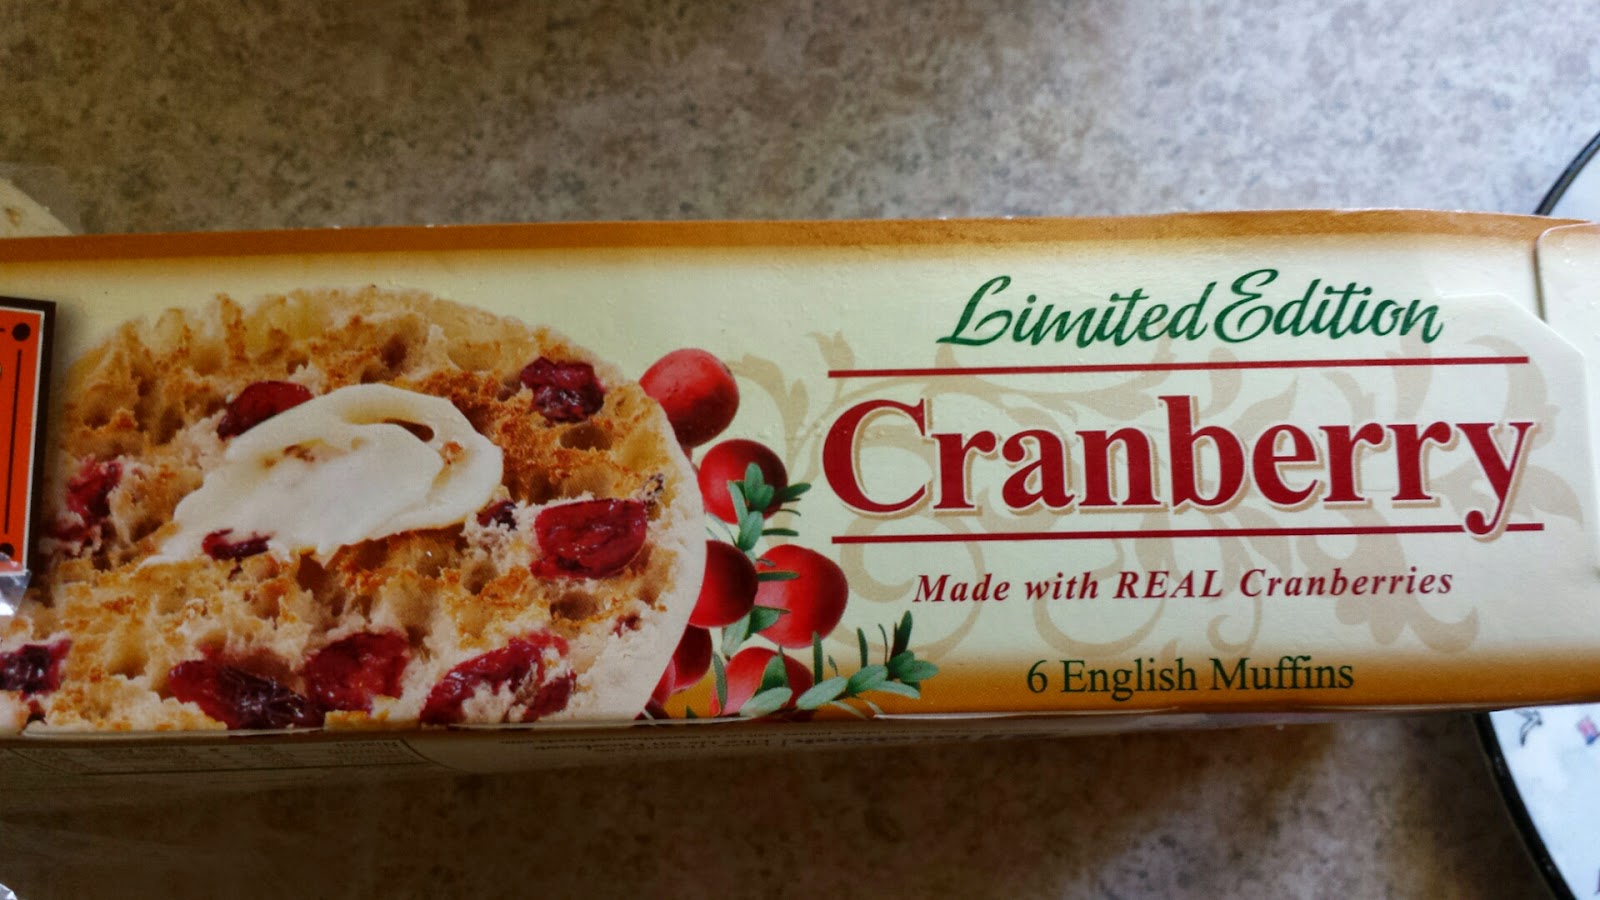 Limited Edition
Cranberry
Made with REAL Cranberries
6 English Muffins